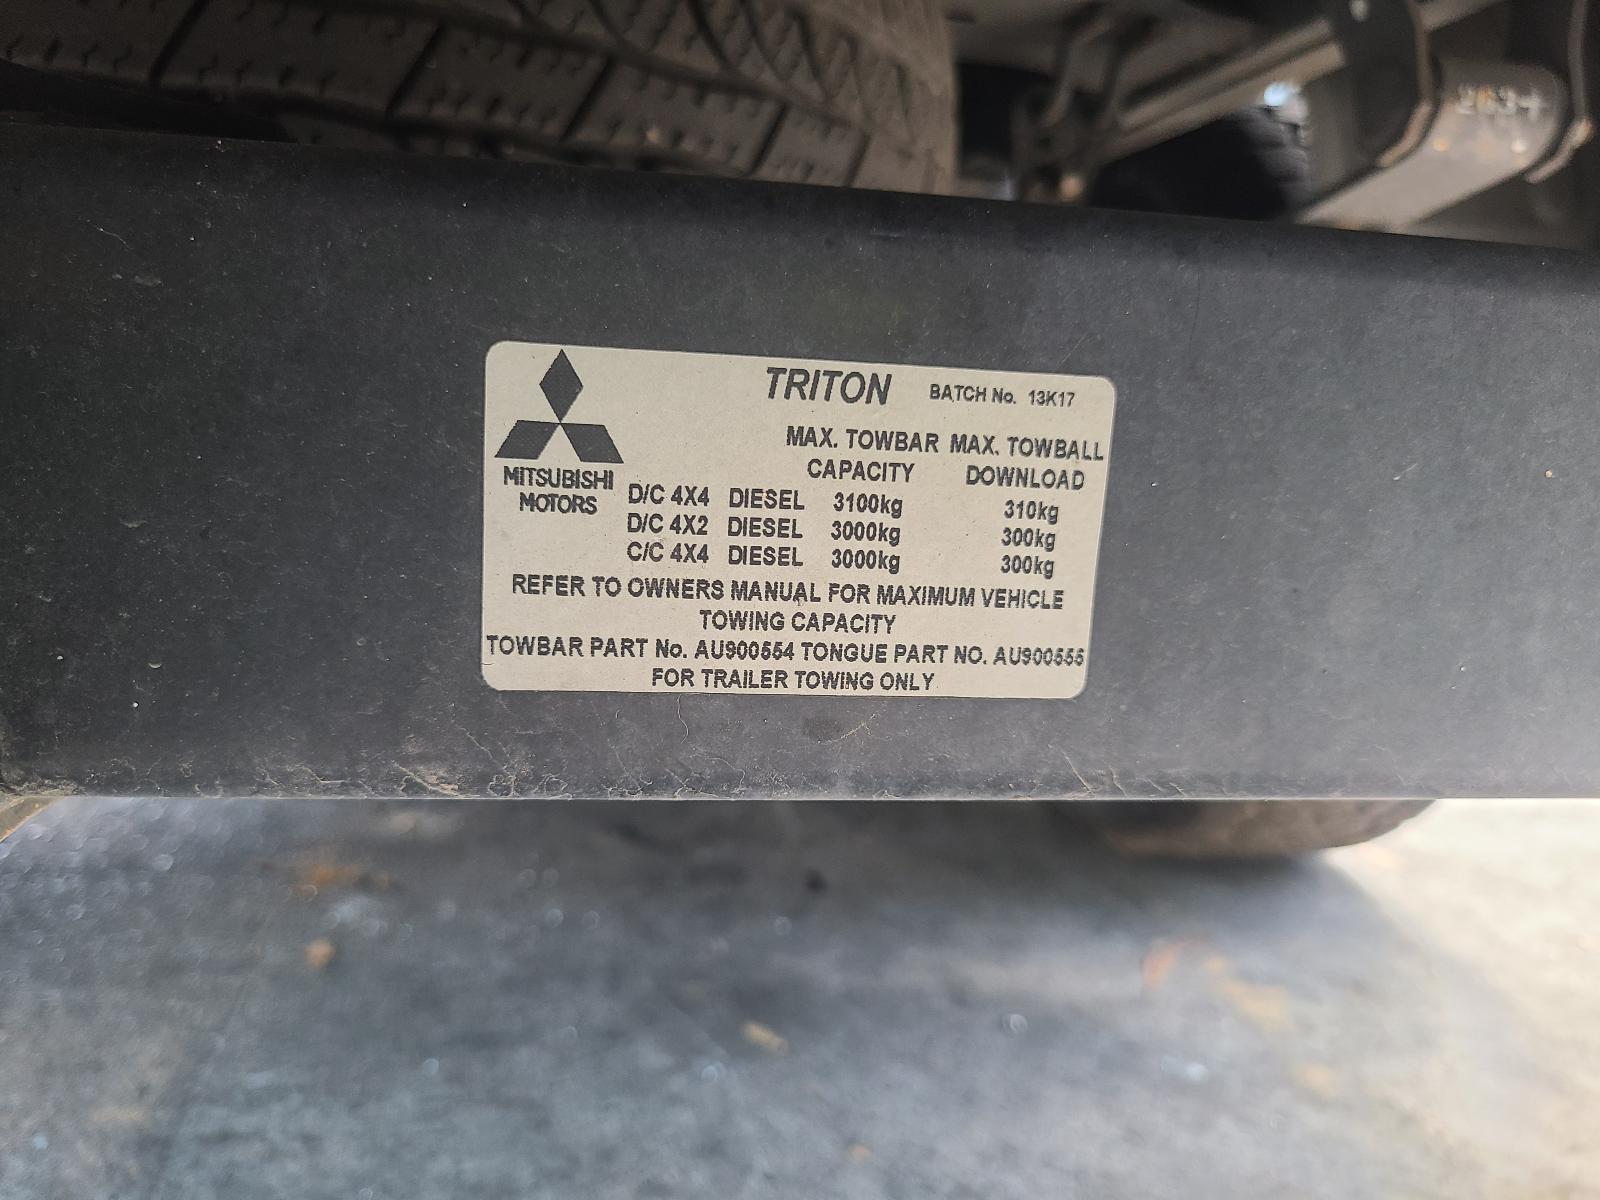 TRITON BATCH No. 13K17
MAX. TOWBAR MAX. TOWBALL
CAPACITY DOWNLOAD
MITSUBISHI
MOTORS
D/C 4X4 DIESEL 3100kg 310kg
D/C 4X2 DIESEL 3000kg 300kg
C/C 4X4 DIESEL 3000kg 300kg
REFER TO OWNERS MANUAL FOR MAXIMUM VEHICLE
TOWING CAPACITY
TOWBAR PART No. AU900554 TONGUE PART NO. AU900555
FOR TRAILER TOWING ONLY